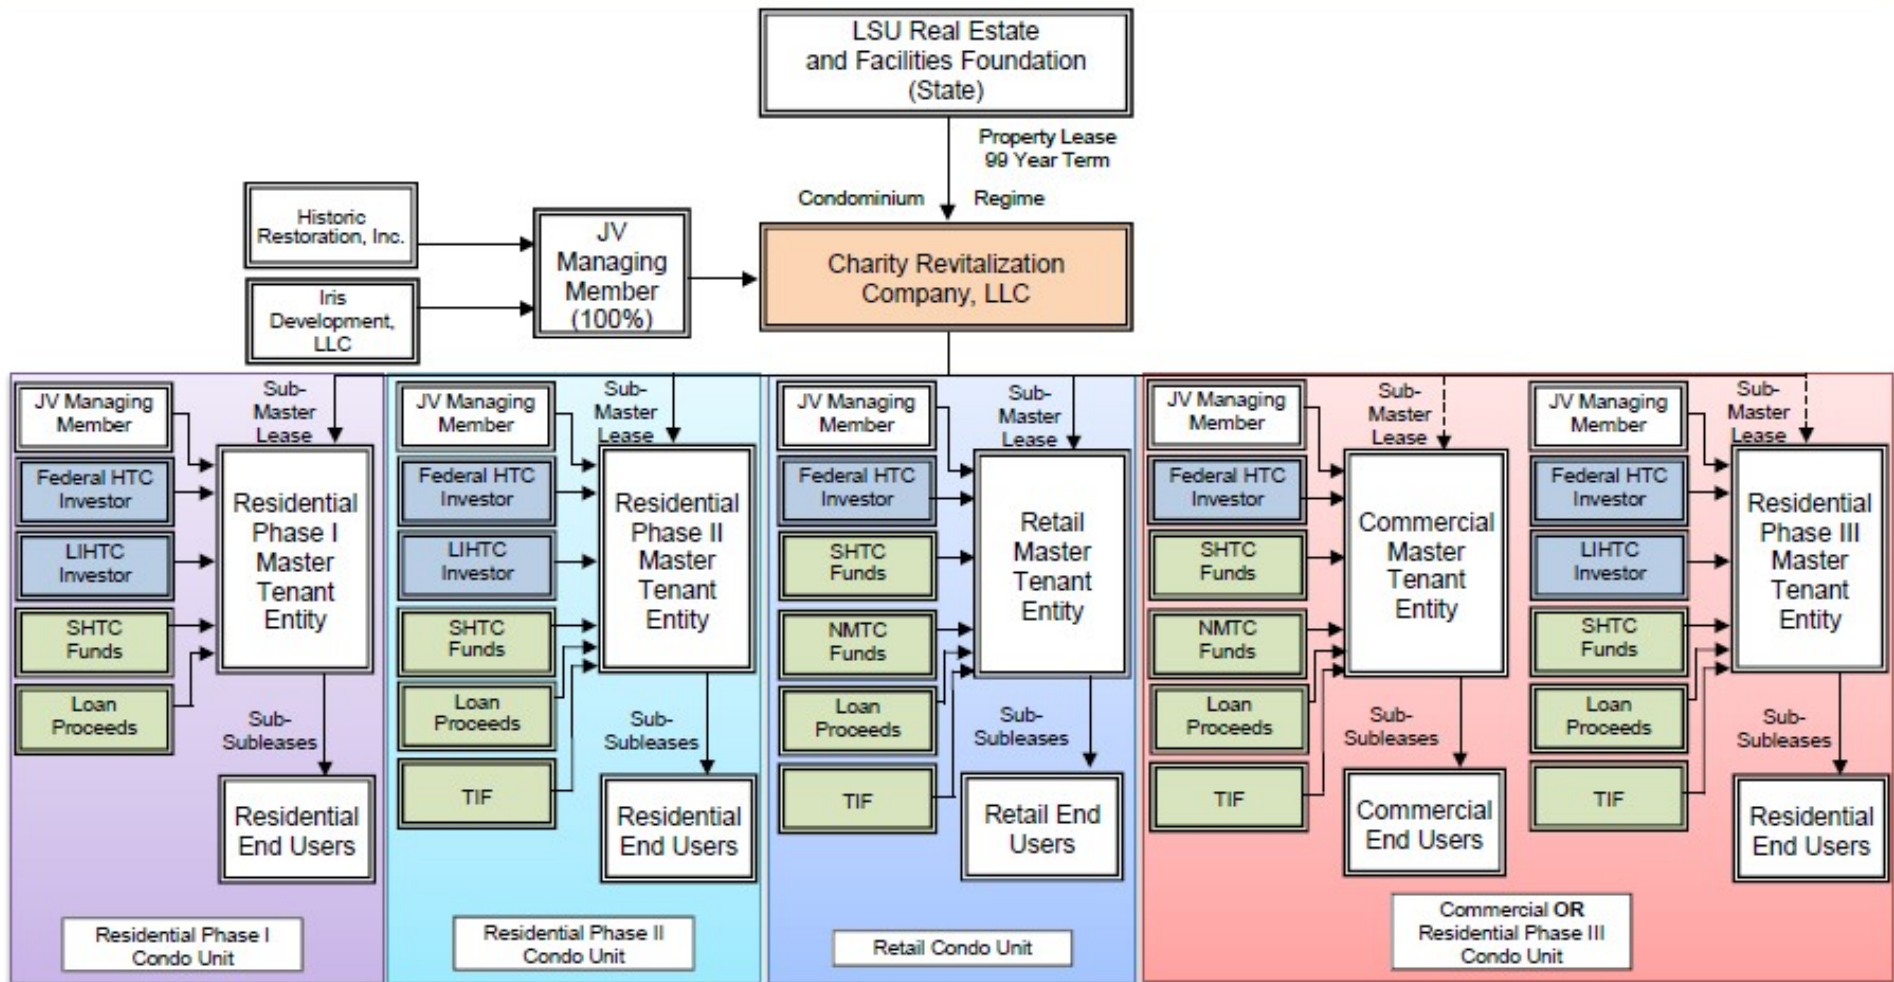 LSU Real Estate
and Facilities Foundation
(State)
Property Lease
99 Year Term
Condominium Regime
Historic
Restoration, Inc.
Iris
Development,
LLC
JV
Managing
Member
(100%)
Charity Revitalization
Company, LLC
JV Managing
Member
Federal HTC
Investor
LIHTC
Investor
SHTC
Funds
Loan
Proceeds
Sub-
Master
Lease
Residential
Phase I
Master
Tenant
Entity
Sub-
Subleases
Residential
End Users
Residential Phase I
Condo Unit
JV Managing
Member
Federal HTC
Investor
LIHTC
Investor
SHTC
Funds
Loan
Proceeds
TIF
Sub-
Master
Lease
Residential
Phase II
Master
Tenant
Entity
Sub-
Subleases
Residential
End Users
Residential Phase II
Condo Unit
JV Managing
Member
Federal HTC
Investor
SHTC
Funds
NMTC
Funds
Loan
Proceeds
TIF
Sub-
Master
Lease
Retail
Master
Tenant
Entity
Sub-
Subleases
Retail End
Users
Retail Condo Unit
JV Managing
Member
Federal HTC
Investor
SHTC
Funds
NMTC
Funds
Loan
Proceeds
TIF
Sub-
Master
Lease
Commercial
Master
Tenant
Entity
Sub-
Subleases
Commercial
End Users
JV Managing
Member
Federal HTC
Investor
LIHTC
Investor
SHTC
Funds
Loan
Proceeds
TIF
Sub-
Master
Lease
Residential
Phase III
Master
Tenant
Entity
Sub-
Subleases
Residential
End Users
Commercial OR
Residential Phase III
Condo Unit